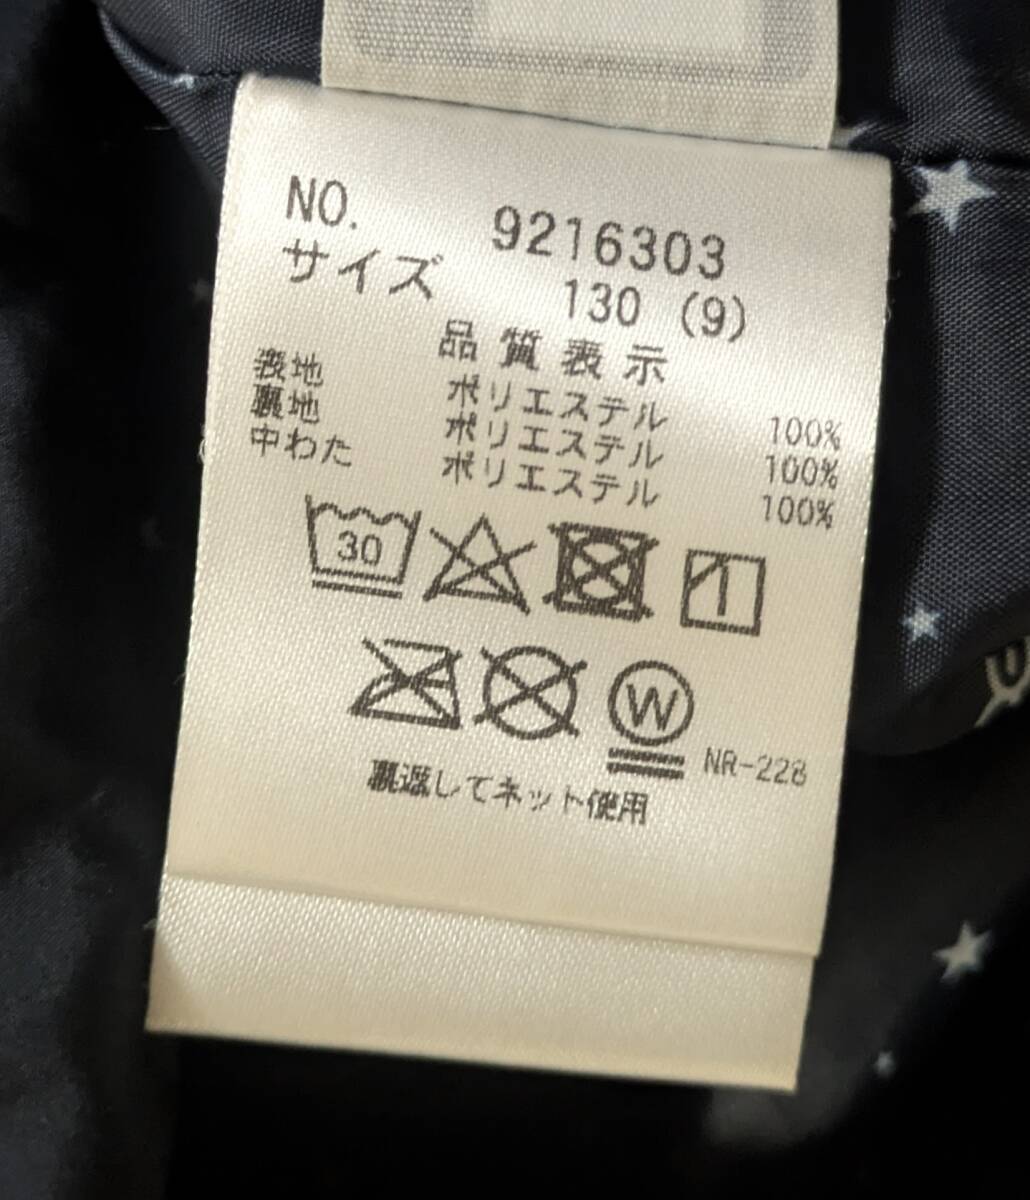 NO. 9216303
サイズ 130 (9)
品質表示
表地 ポリエステル 100%
裏地 ポリエステル 100%
中わた ポリエステル 100%
30
W NR-228
裏返してネット使用